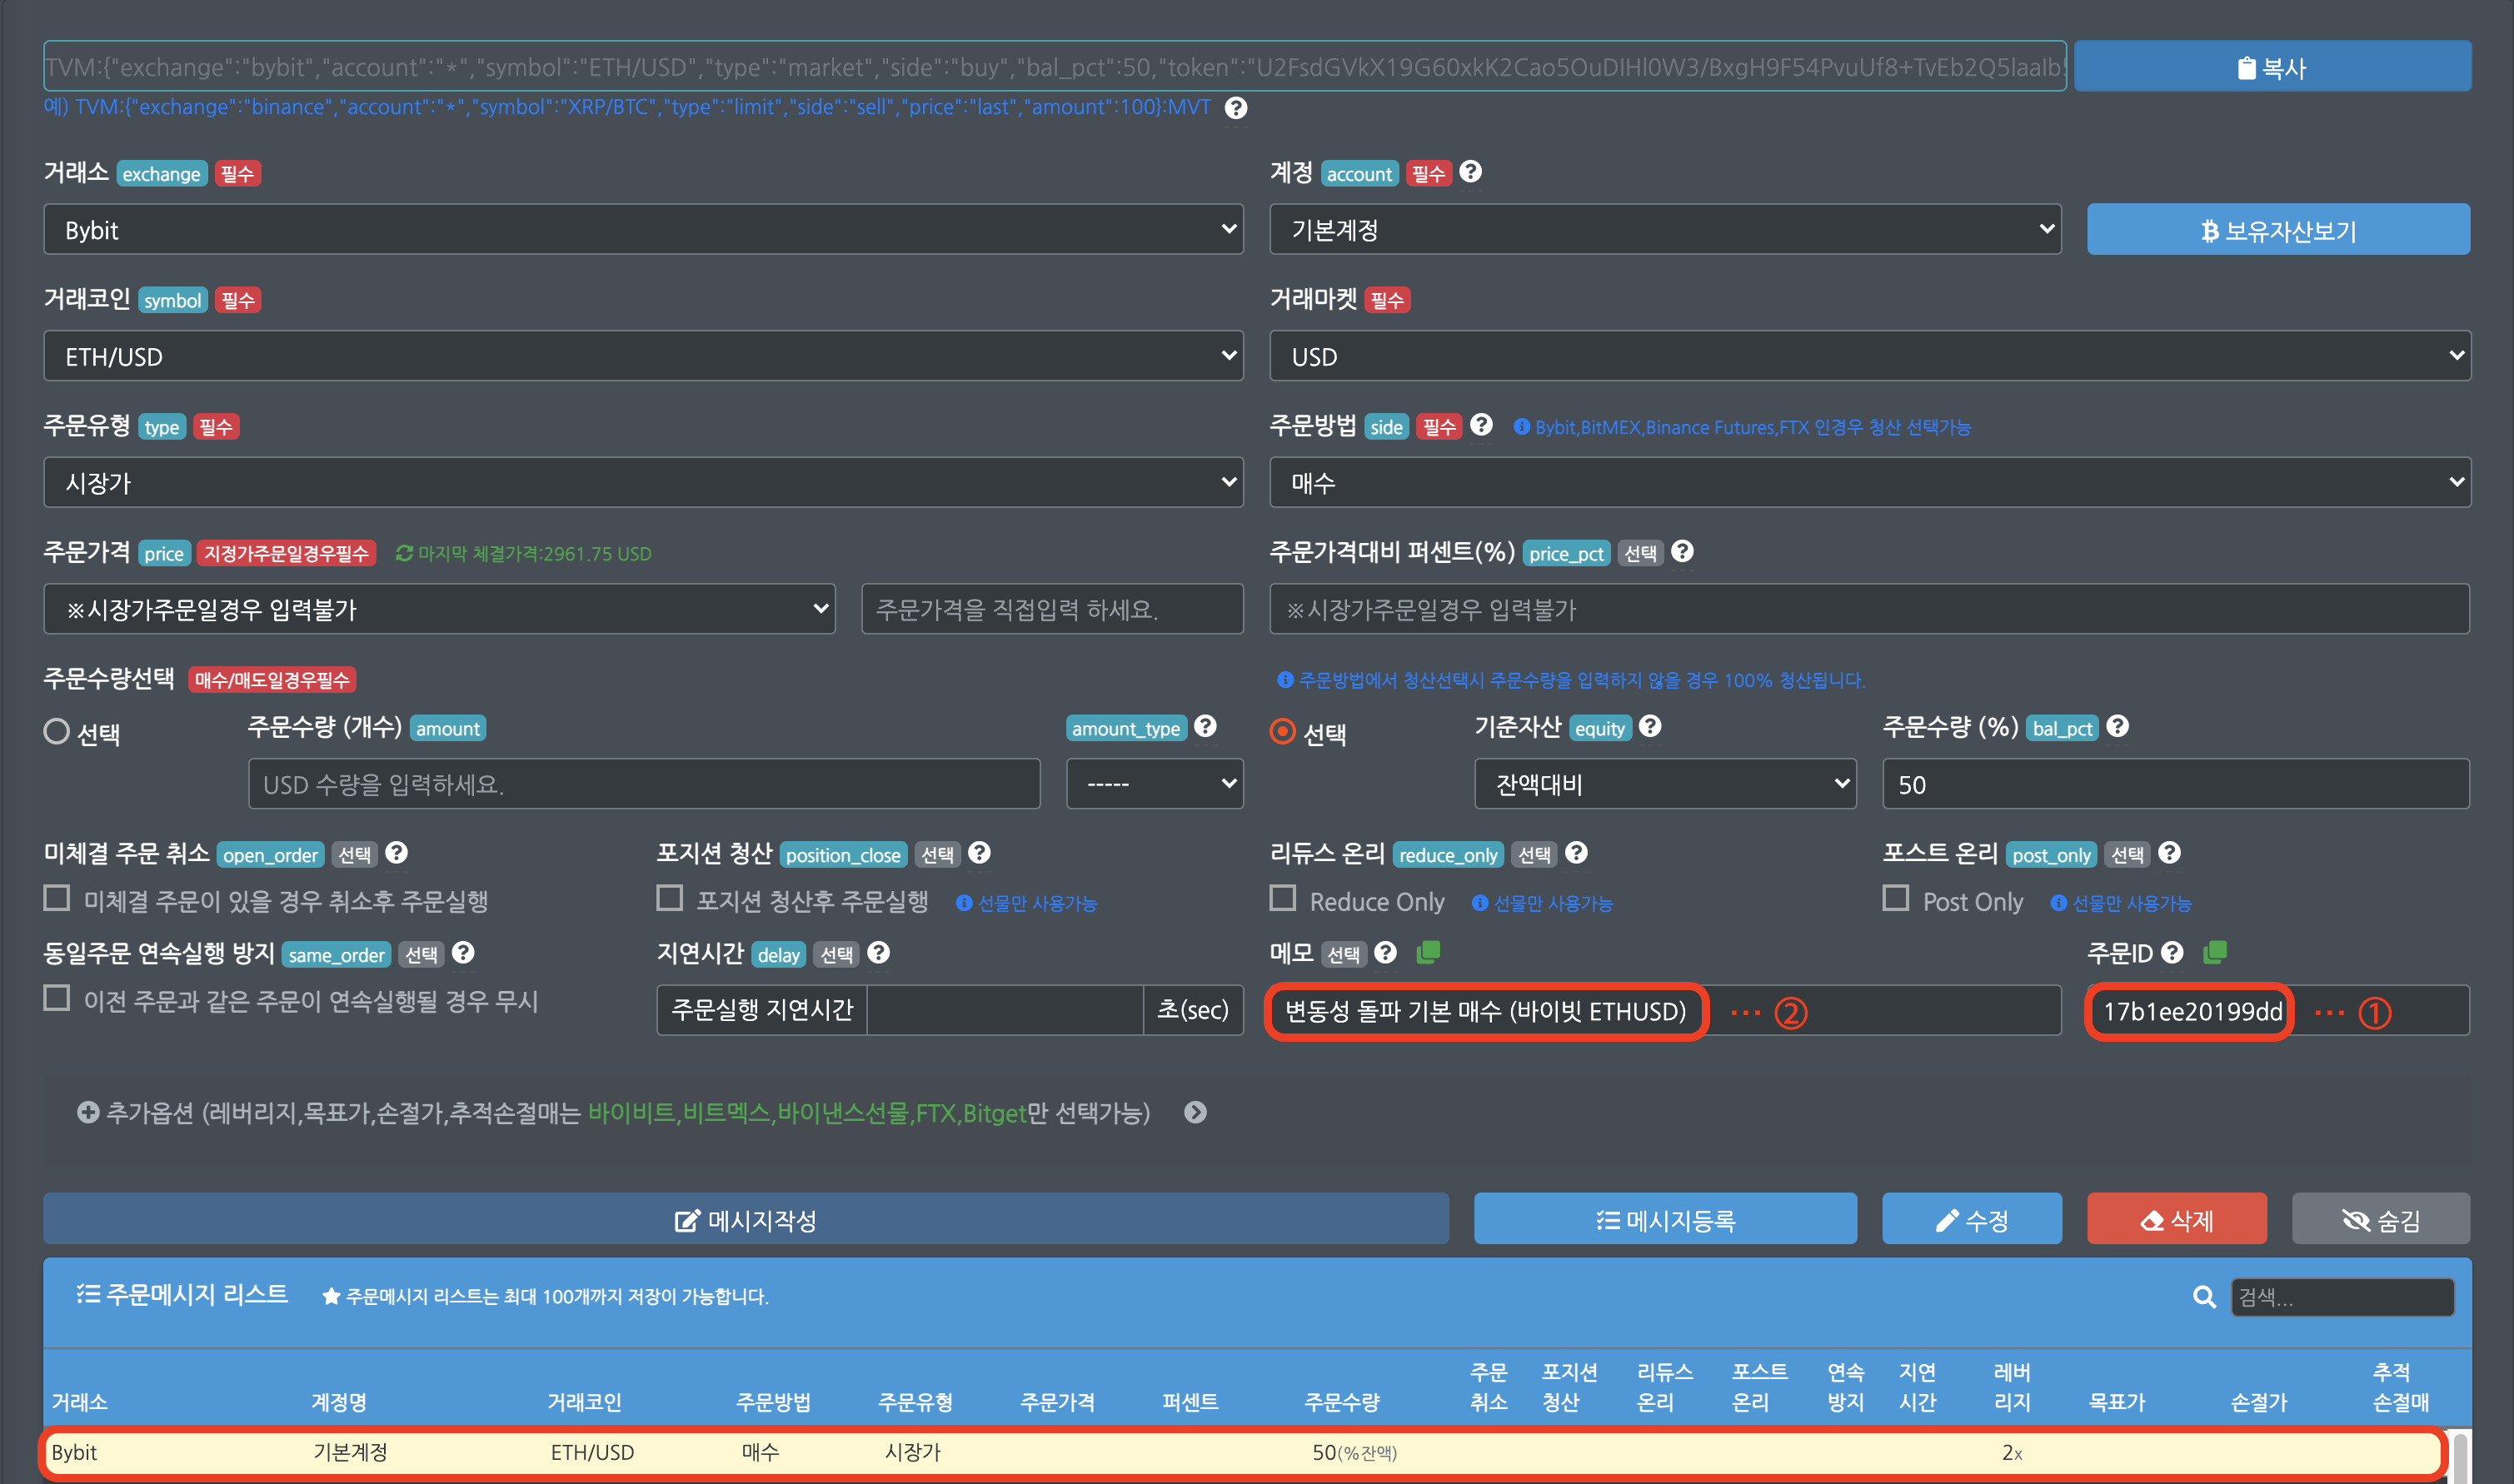 TVM:{"exchange":"bybit","account":"*","symbol":"ETH/USD","type":"market","side":"buy","bal_pct":50,"token":"U2FsdGVkX19G60xkK2Cao5OuDIHl0W3/BxgH9F54PvuUf8+TvEb2Q5laaIb
복사
예) TVM:{"exchange":"binance","account":"*","symbol":"XRP/BTC","type":"limit","side":"sell","price":"last","amount":100}:MVT
거래소 exchange 필수
계정 account 필수
Bybit
기본계정
보유자산보기
거래코인 symbol 필수
거래마켓 필수
ETH/USD
USD
주문유형 type 필수
주문방법 side 필수 Bybit,BitMEX,Binance Futures,FTX 인경우 청산 선택가능
시장가
매수
주문가격 price 지정가주문일경우필수 마지막 체결가격:2961.75 USD
주문가격대비 퍼센트(%) price_pct 선택
※시장가주문일경우 입력불가
주문가격을 직접입력 하세요.
※시장가주문일경우 입력불가
주문수량선택 매수/매도일경우필수
주문방법에서 청산선택시 주문수량을 입력하지 않을 경우 100% 청산됩니다.
선택
주문수량 (개수) amount
amount_type
선택
기준자산 equity
주문수량 (%) bal_pct
USD 수량을 입력하세요.
-----
잔액대비
50
미체결 주문 취소 open_order 선택
포지션 청산 position_close 선택
리듀스 온리 reduce_only 선택
포스트 온리 post_only 선택
미체결 주문이 있을 경우 취소후 주문실행
포지션 청산후 주문실행 선물만 사용가능
Reduce Only 선물만 사용가능
Post Only 선물만 사용가능
동일주문 연속실행 방지 same_order 선택
지연시간 delay 선택
메모 선택
주문ID
이전 주문과 같은 주문이 연속실행될 경우 무시
주문실행 지연시간
초(sec)
변동성 돌파 기본 매수 (바이빗 ETHUSD) ... ②
17b1ee20199dd ... ①
추가옵션 (레버리지,목표가,손절가,추적손절매는 바이비트,비트멕스,바이낸스선물,FTX,Bitget만 선택가능)
메시지작성
메시지등록
수정
삭제
숨김
주문메시지 리스트
주문메시지 리스트는 최대 100개까지 저장이 가능합니다.
검색...
거래소 계정명 거래코인 주문방법 주문유형 주문가격 퍼센트 주문수량 주문취소 포지션청산 리듀스온리 포스트온리 연속방지 지연시간 레버리지 목표가 손절가 추적손절매
Bybit 기본계정 ETH/USD 매수 시장가 50(%잔액) 2x